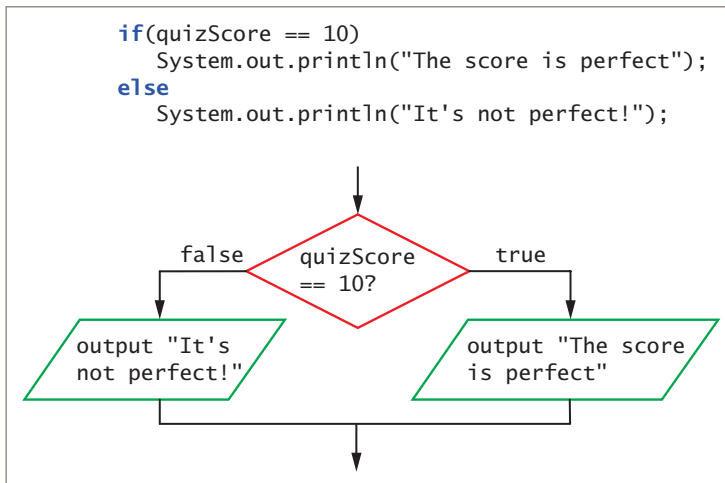 if(quizScore == 10)
System.out.println("The score is perfect");
else
System.out.println("It's not perfect!");
false
quizScore
== 10?
true
output "It's
not perfect!"
output "The score
is perfect"